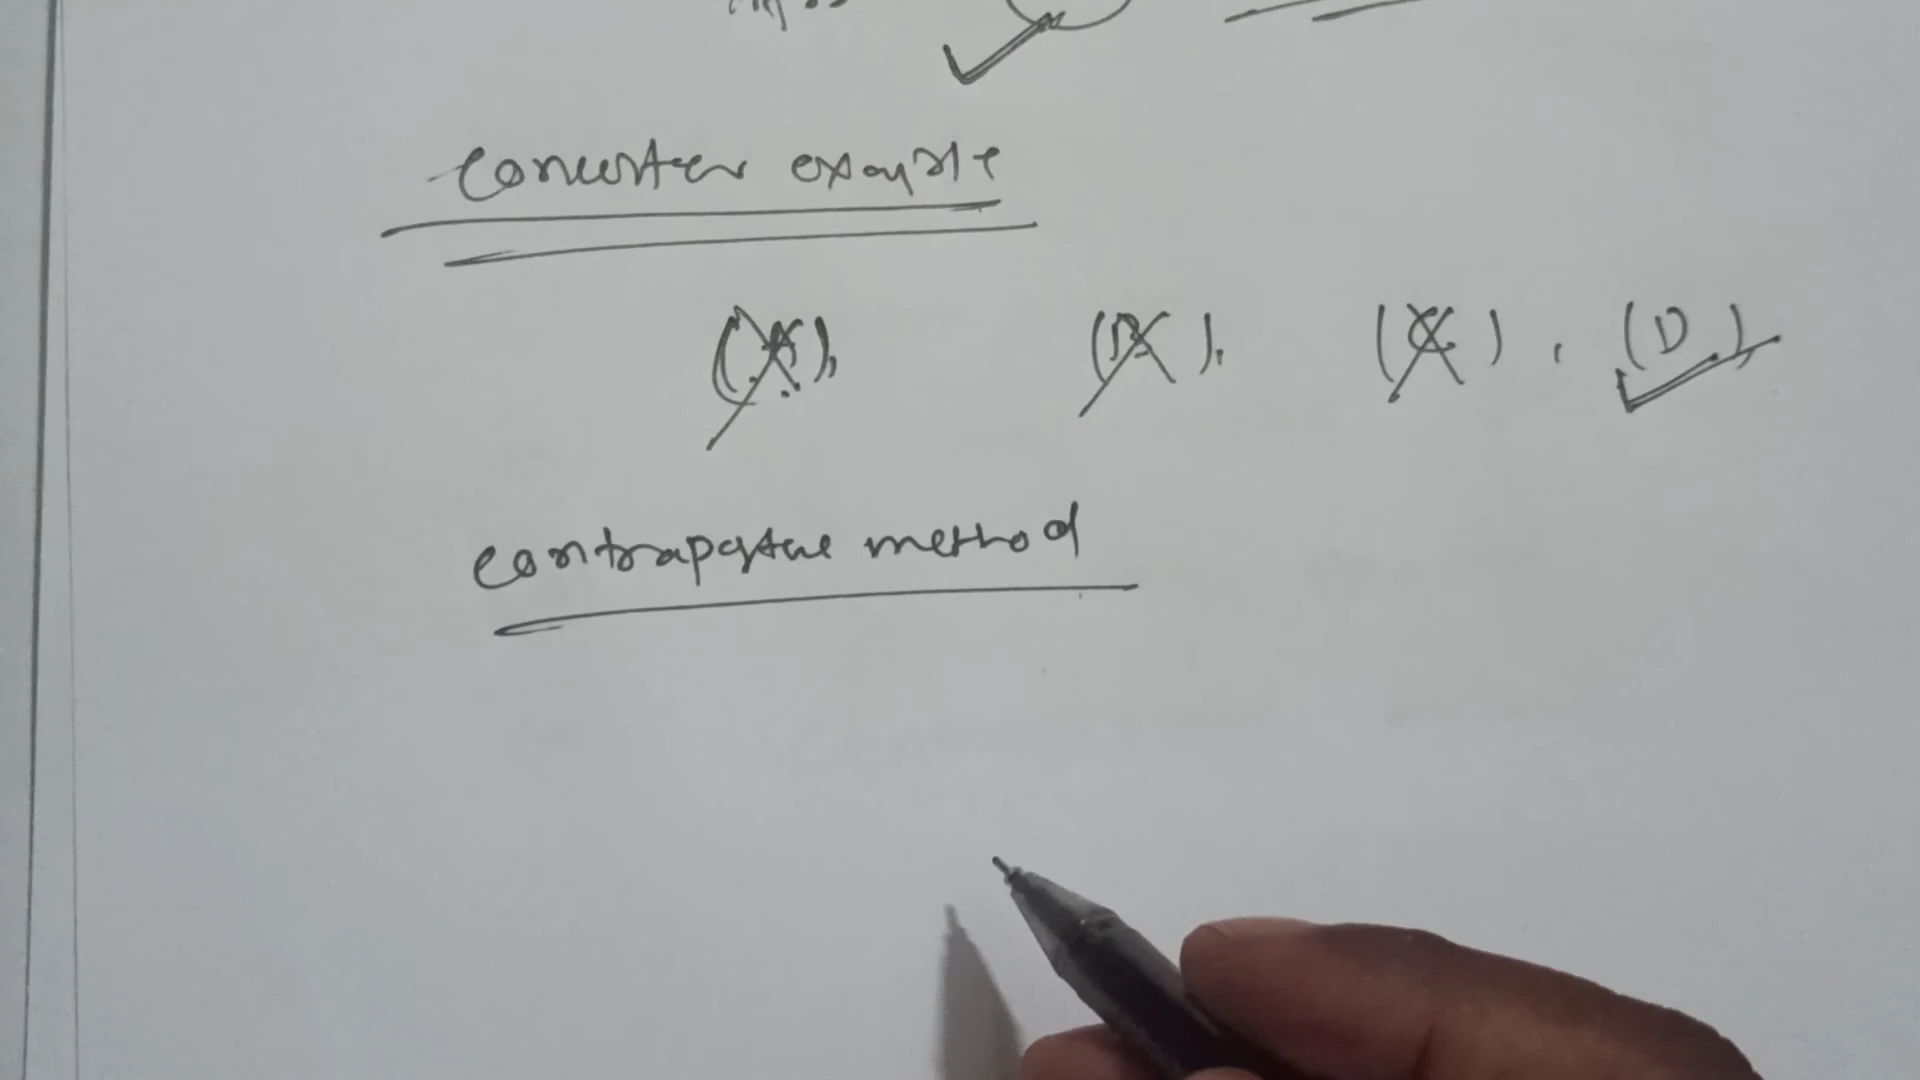 counter example
(A), (B), (C), (D)
contrapositive method